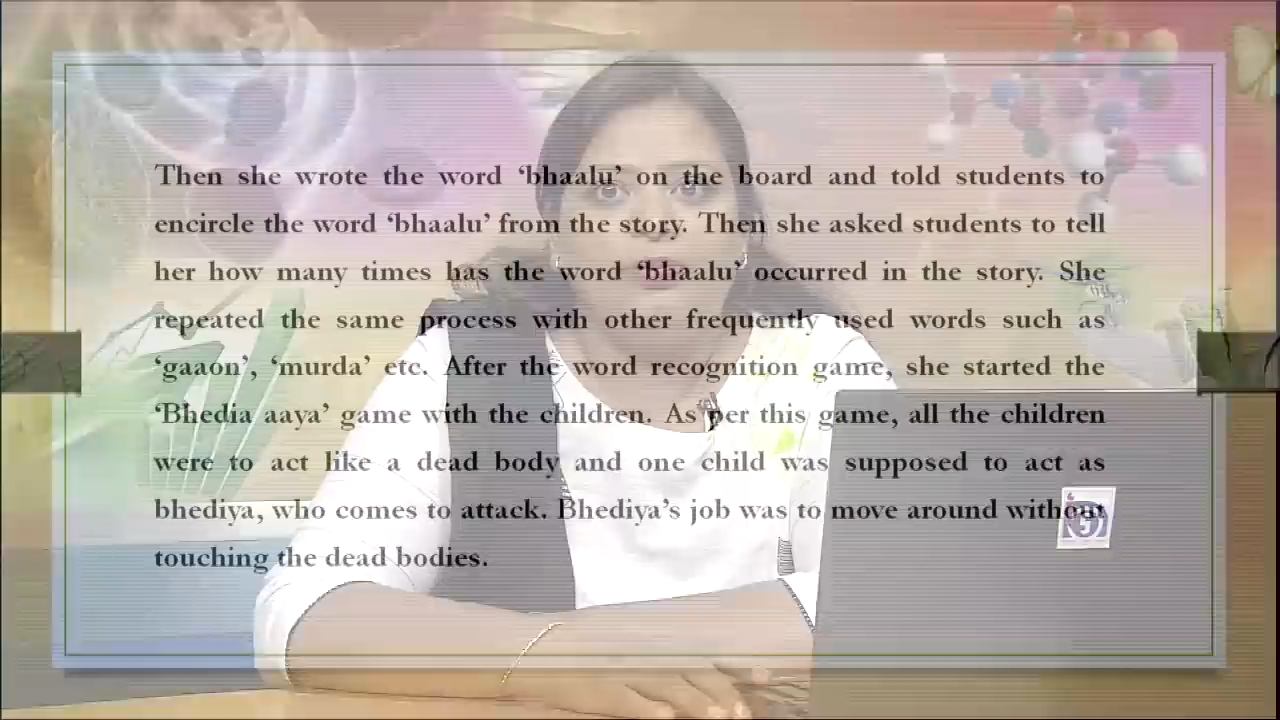 Then she wrote the word ‘bhaalu’ on the board and told students to
encircle the word ‘bhaalu’ from the story. Then she asked students to tell
her how many times has the word ‘bhaalu’ occurred in the story. She
repeated the same process with other frequently used words such as
‘gaaon’, ‘murda’ etc. After the word recognition game, she started the
‘Bhedia aaya’ game with the children. As per this game, all the children
were to act like a dead body and one child was supposed to act as
bhediya, who comes to attack. Bhediya’s job was to move around without
touching the dead bodies.